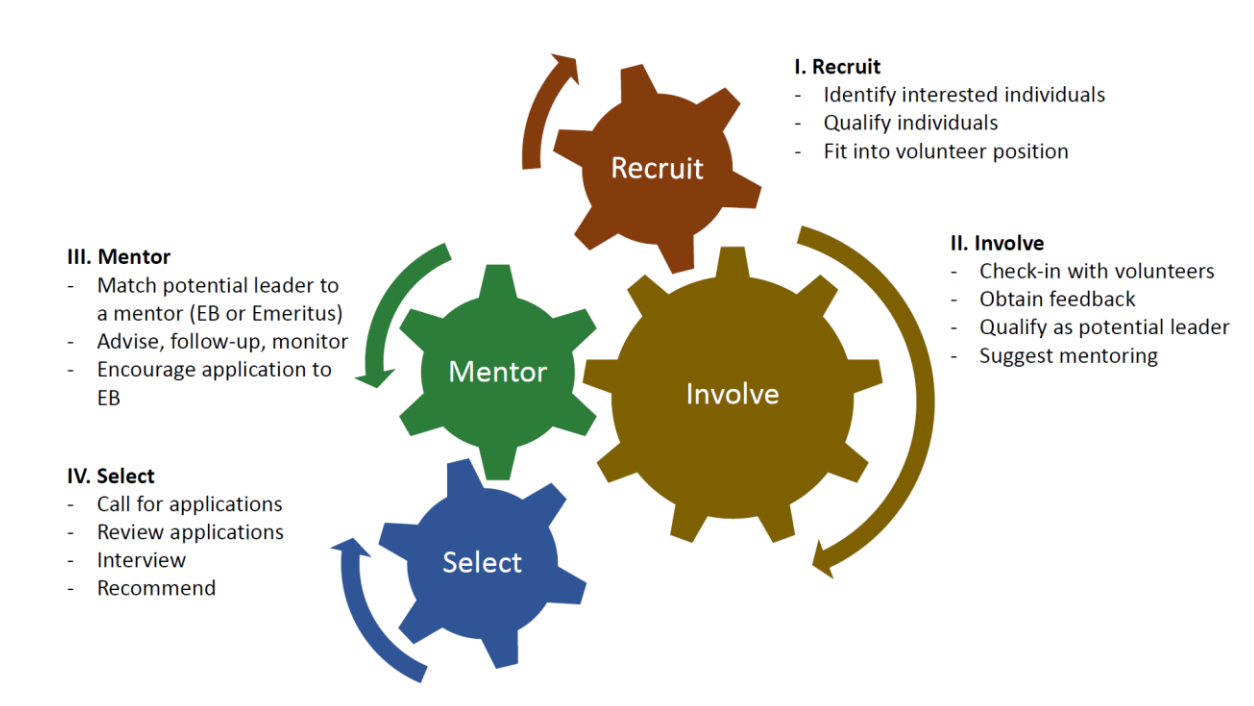 I. Recruit
- Identify interested individuals
- Qualify individuals
- Fit into volunteer position
Recruit
II. Involve
- Check-in with volunteers
- Obtain feedback
- Qualify as potential leader
- Suggest mentoring
Involve
III. Mentor
- Match potential leader to
a mentor (EB or Emeritus)
- Advise, follow-up, monitor
- Encourage application to
EB
Mentor
IV. Select
- Call for applications
- Review applications
- Interview
- Recommend
Select